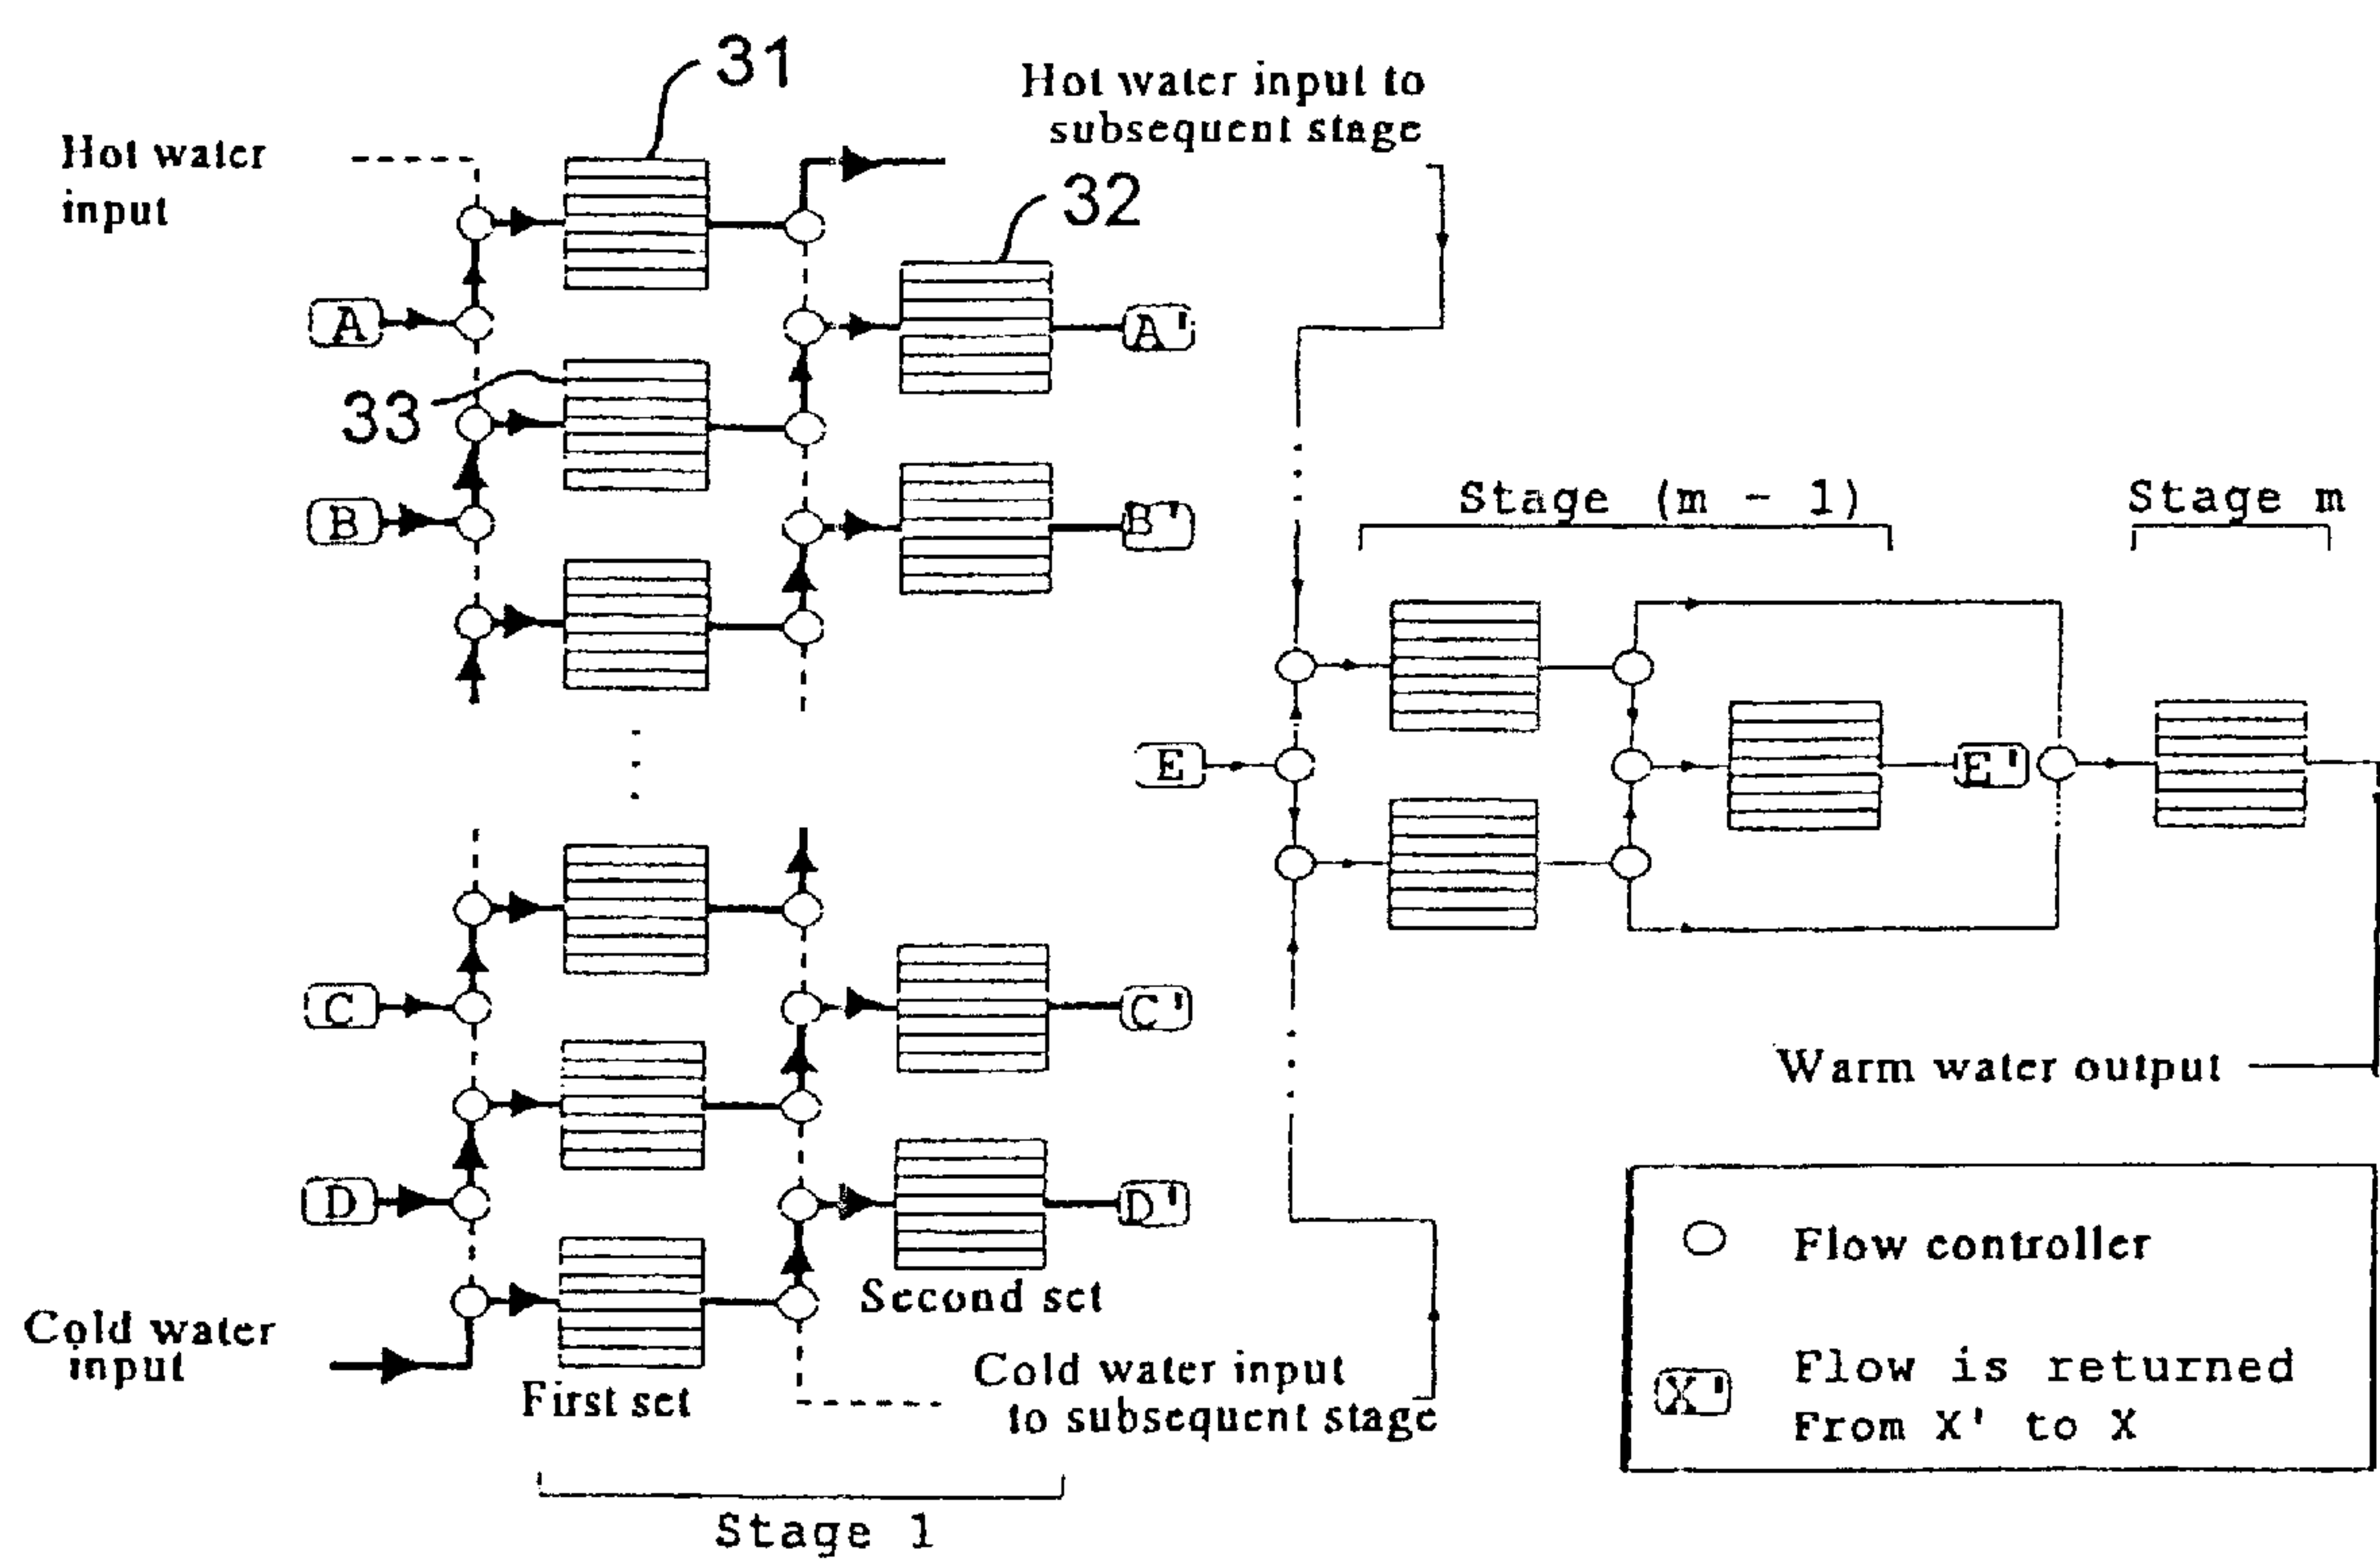 31
Hot water input to
subsequent stage
Hot water
input
32
A
A'
33
B
B'
Stage (m - 1)
Stage m
E
E'
C
C'
D
D'
Second set
Cold water
input
First set
Cold water input
to subsequent stage
Stage 1
Warm water output
Flow controller
X'
Flow is returned
From X' to X